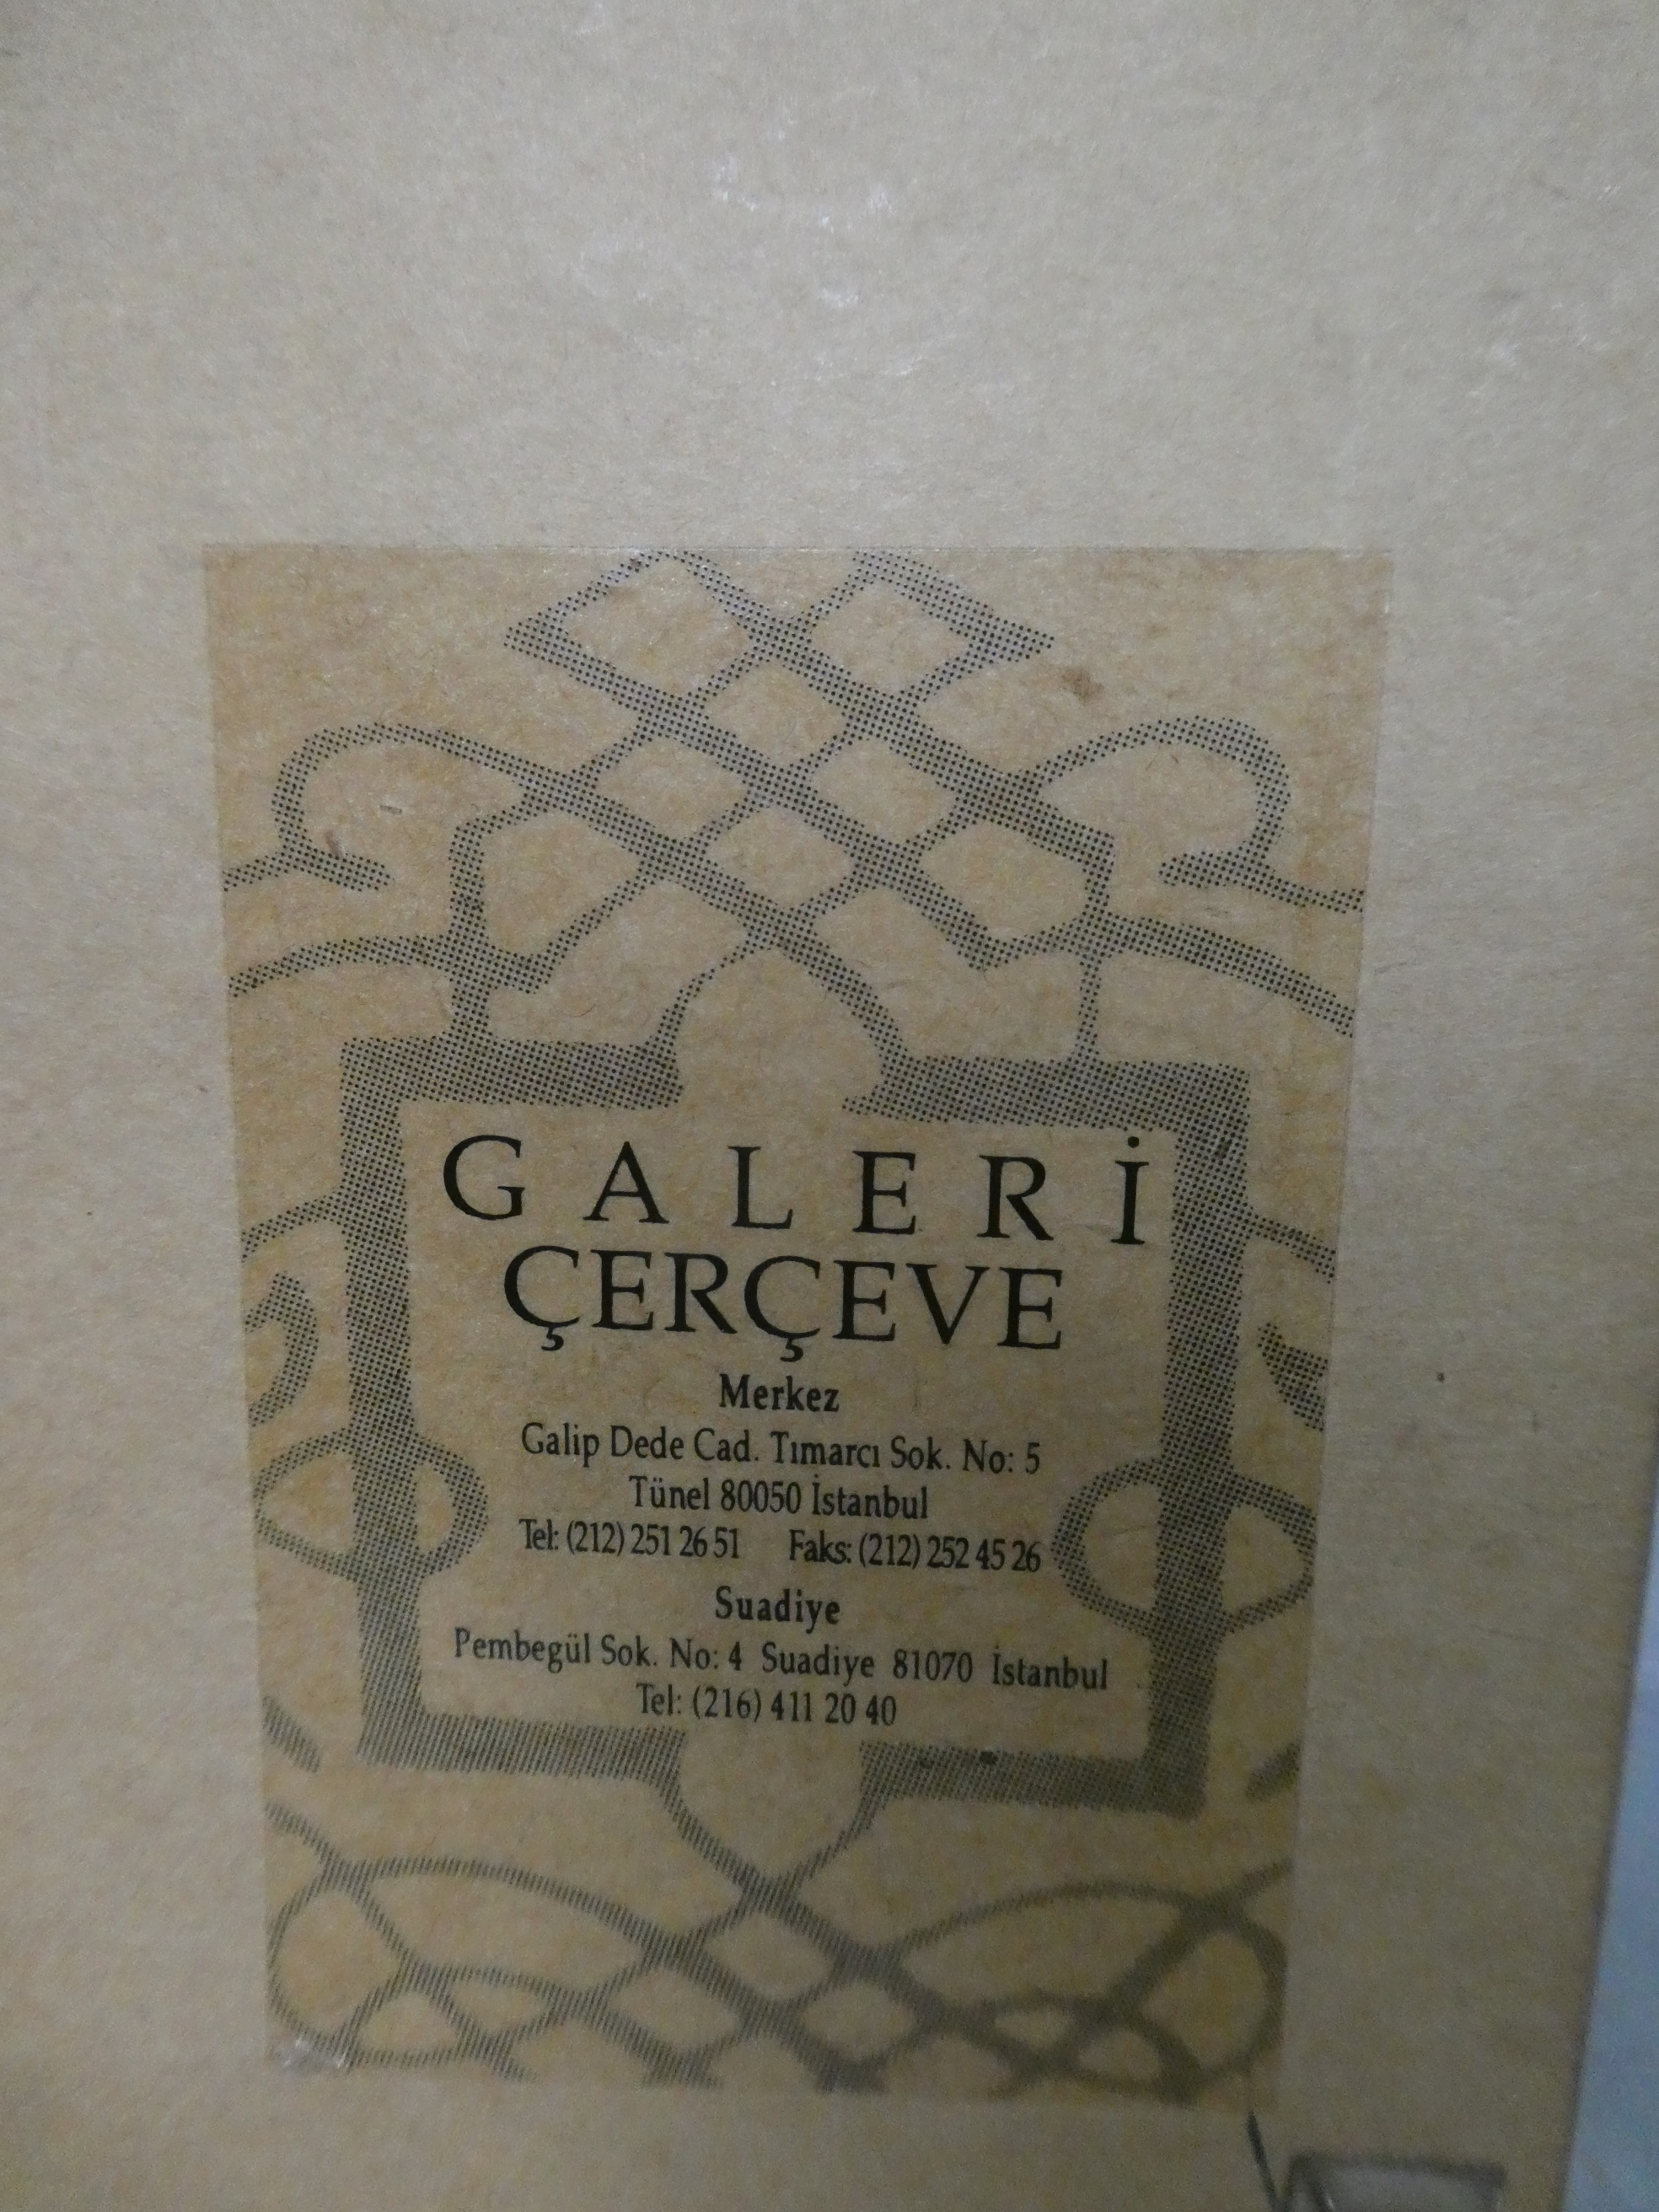 GALERİ
ÇERÇEVE
Merkez
Galip Dede Cad. Tımarcı Sok. No: 5
Tünel 80050 İstanbul
Tel: (212) 251 26 51 Faks: (212) 252 45 26
Suadiye
Pembegül Sok. No: 4 Suadiye 81070 İstanbul
Tel: (216) 411 20 40